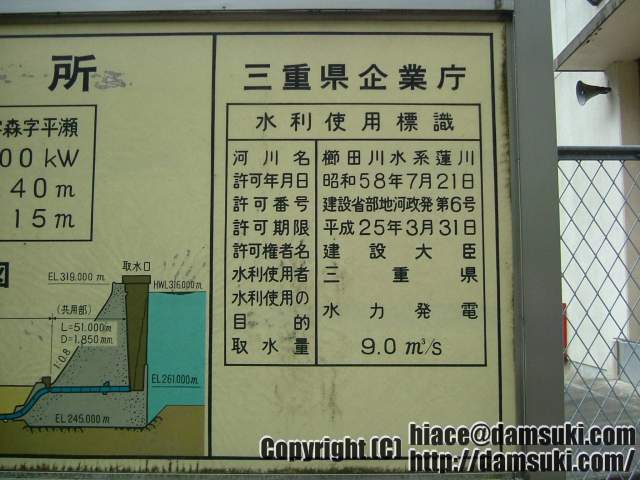 所
字森字平瀬
00 kW
40 m
15 m
図
取水口
EL 319.000 m
HWL 316.000 m
(共用部)
L=51.000m
D=1.850mm
1:0.8
EL 261.000 m
EL 245.000 m
三重県企業庁
水利使用標識
河川名 櫛田川水系蓮川
許可年月日 昭和58年7月21日
許可番号 建設省部地河政発第6号
許可期限 平成25年3月31日
許可権者名 建設大臣
水利使用者 三重県
水利使用の目的 水力発電
取水量 9.0 m³/s
Copyright (C) hiace@damsuki.com
http://damsuki.com/